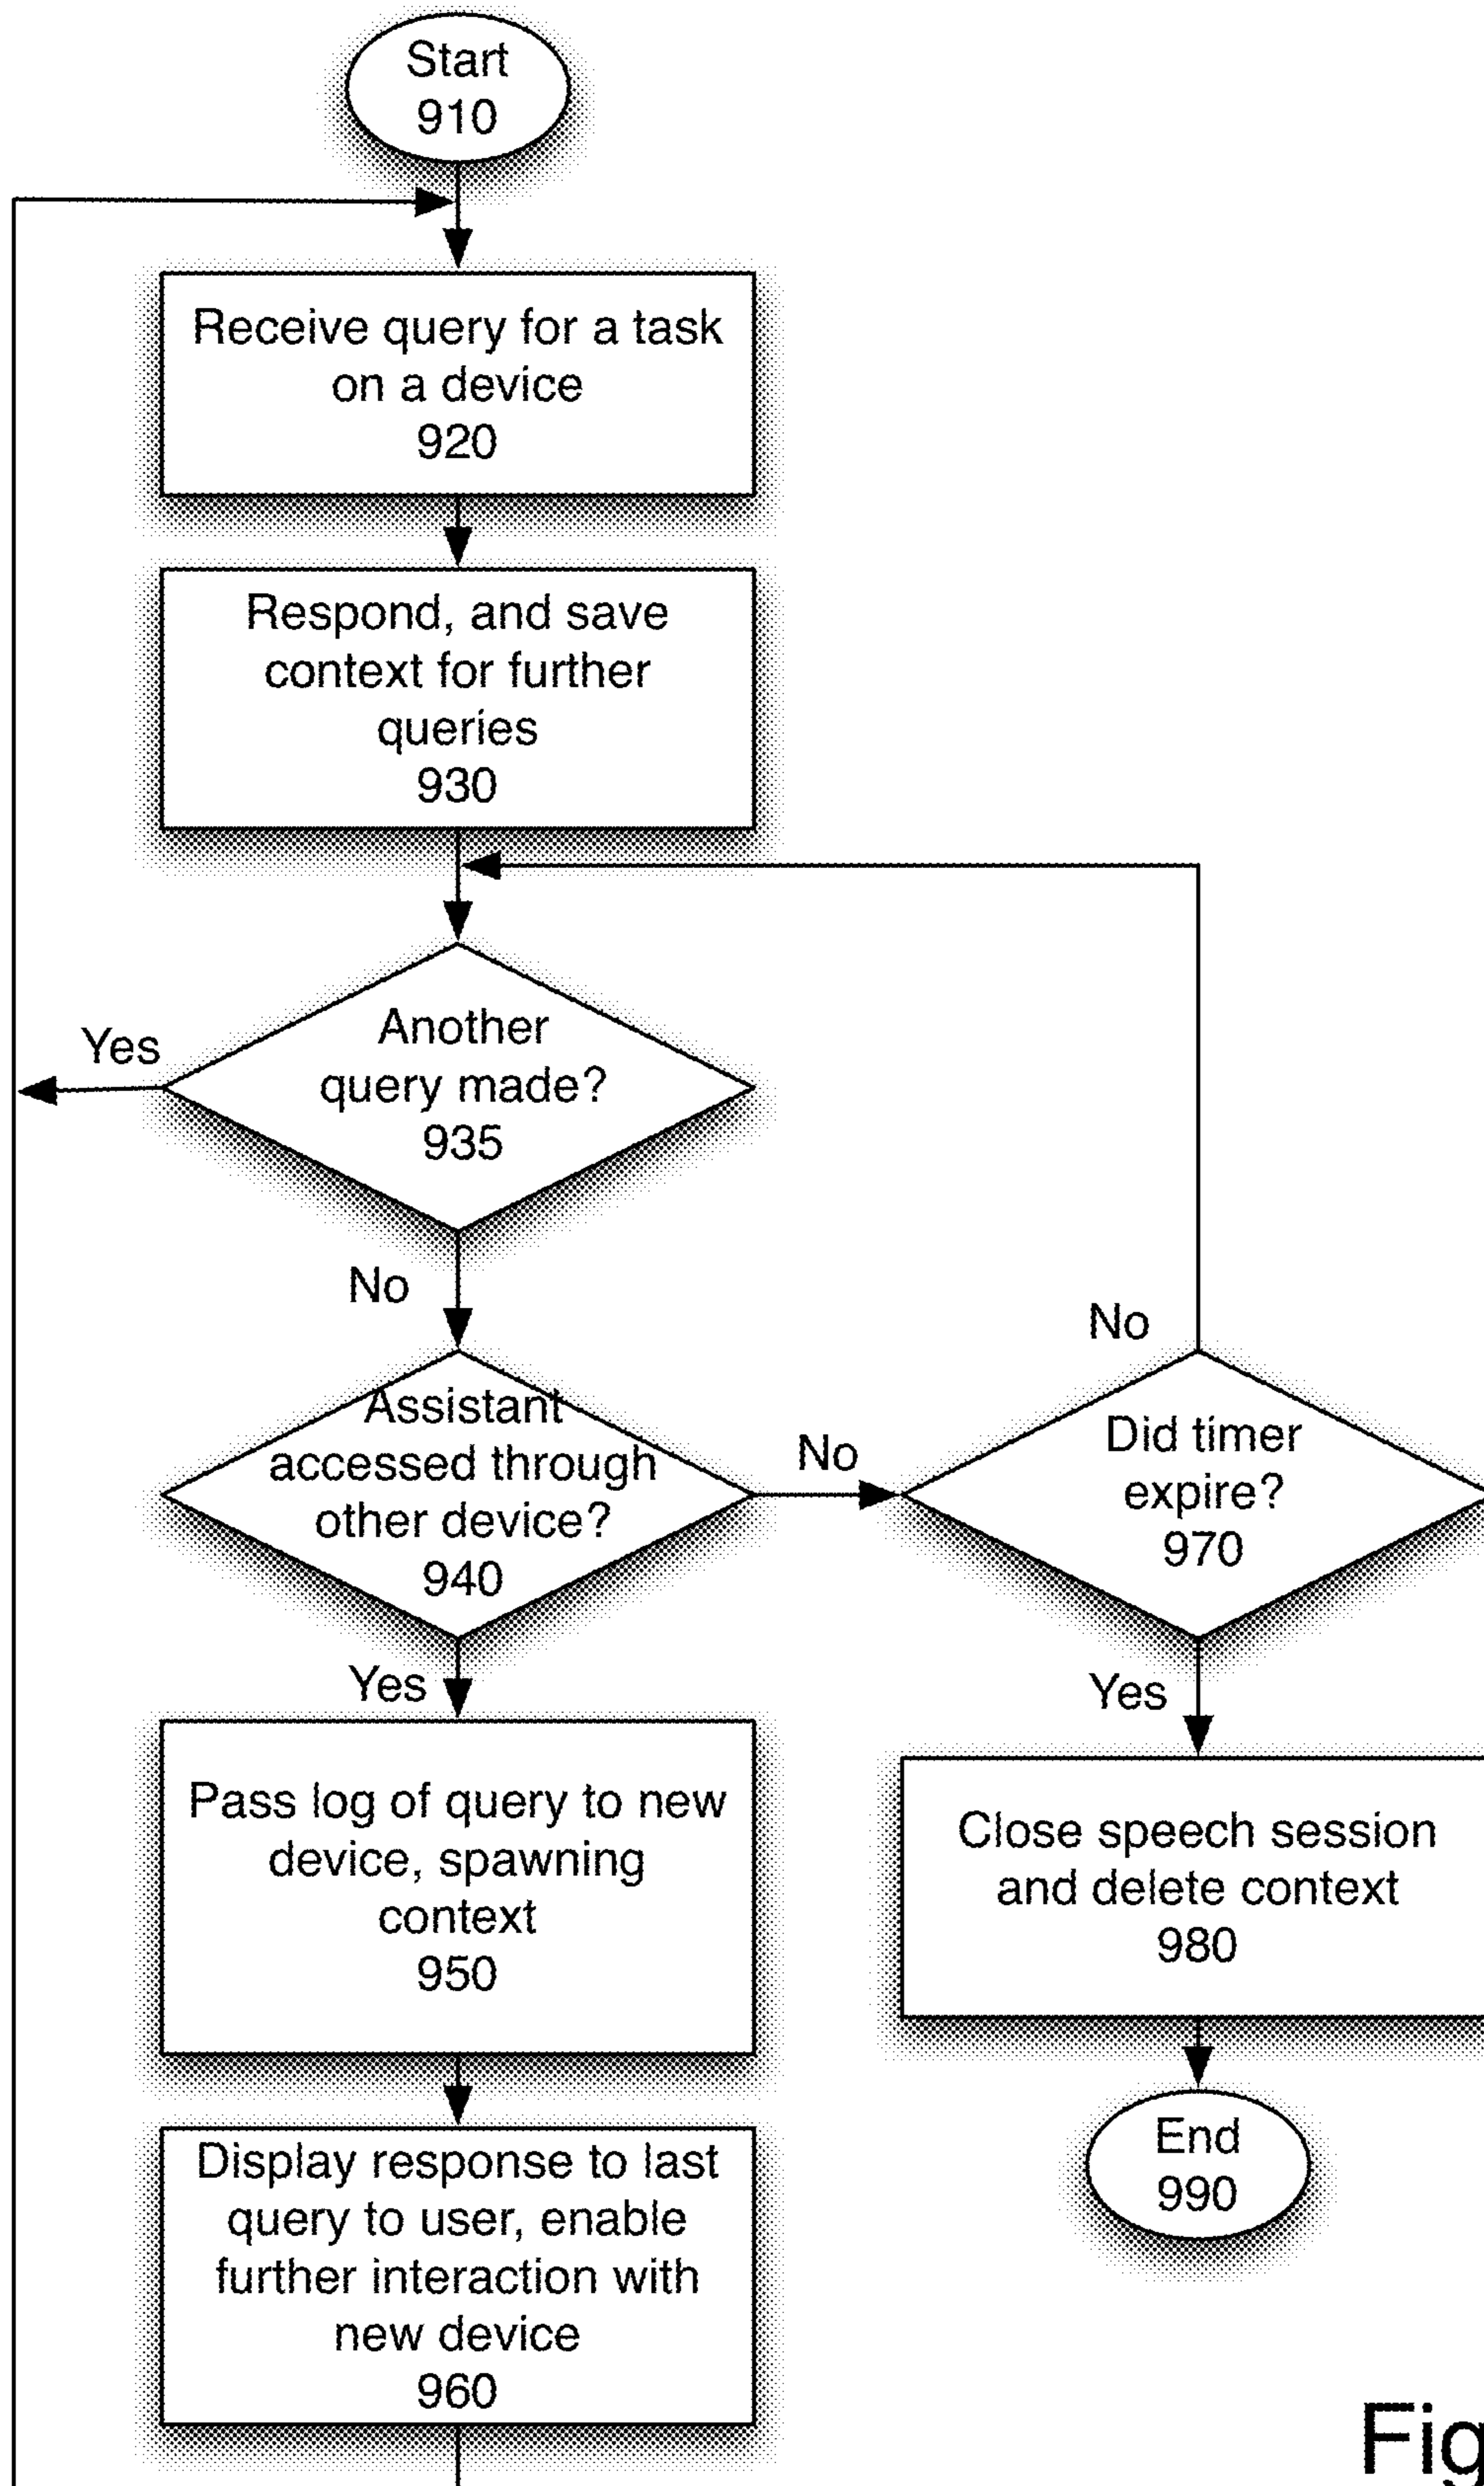 Start
910
Receive query for a task
on a device
920
Respond, and save
context for further
queries
930
Another
query made?
935
Yes
No
Assistant
accessed through
other device?
940
No
Did timer
expire?
970
No
Yes
Yes
Pass log of query to new
device, spawning
context
950
Close speech session
and delete context
980
Display response to last
query to user, enable
further interaction with
new device
960
End
990
Fig